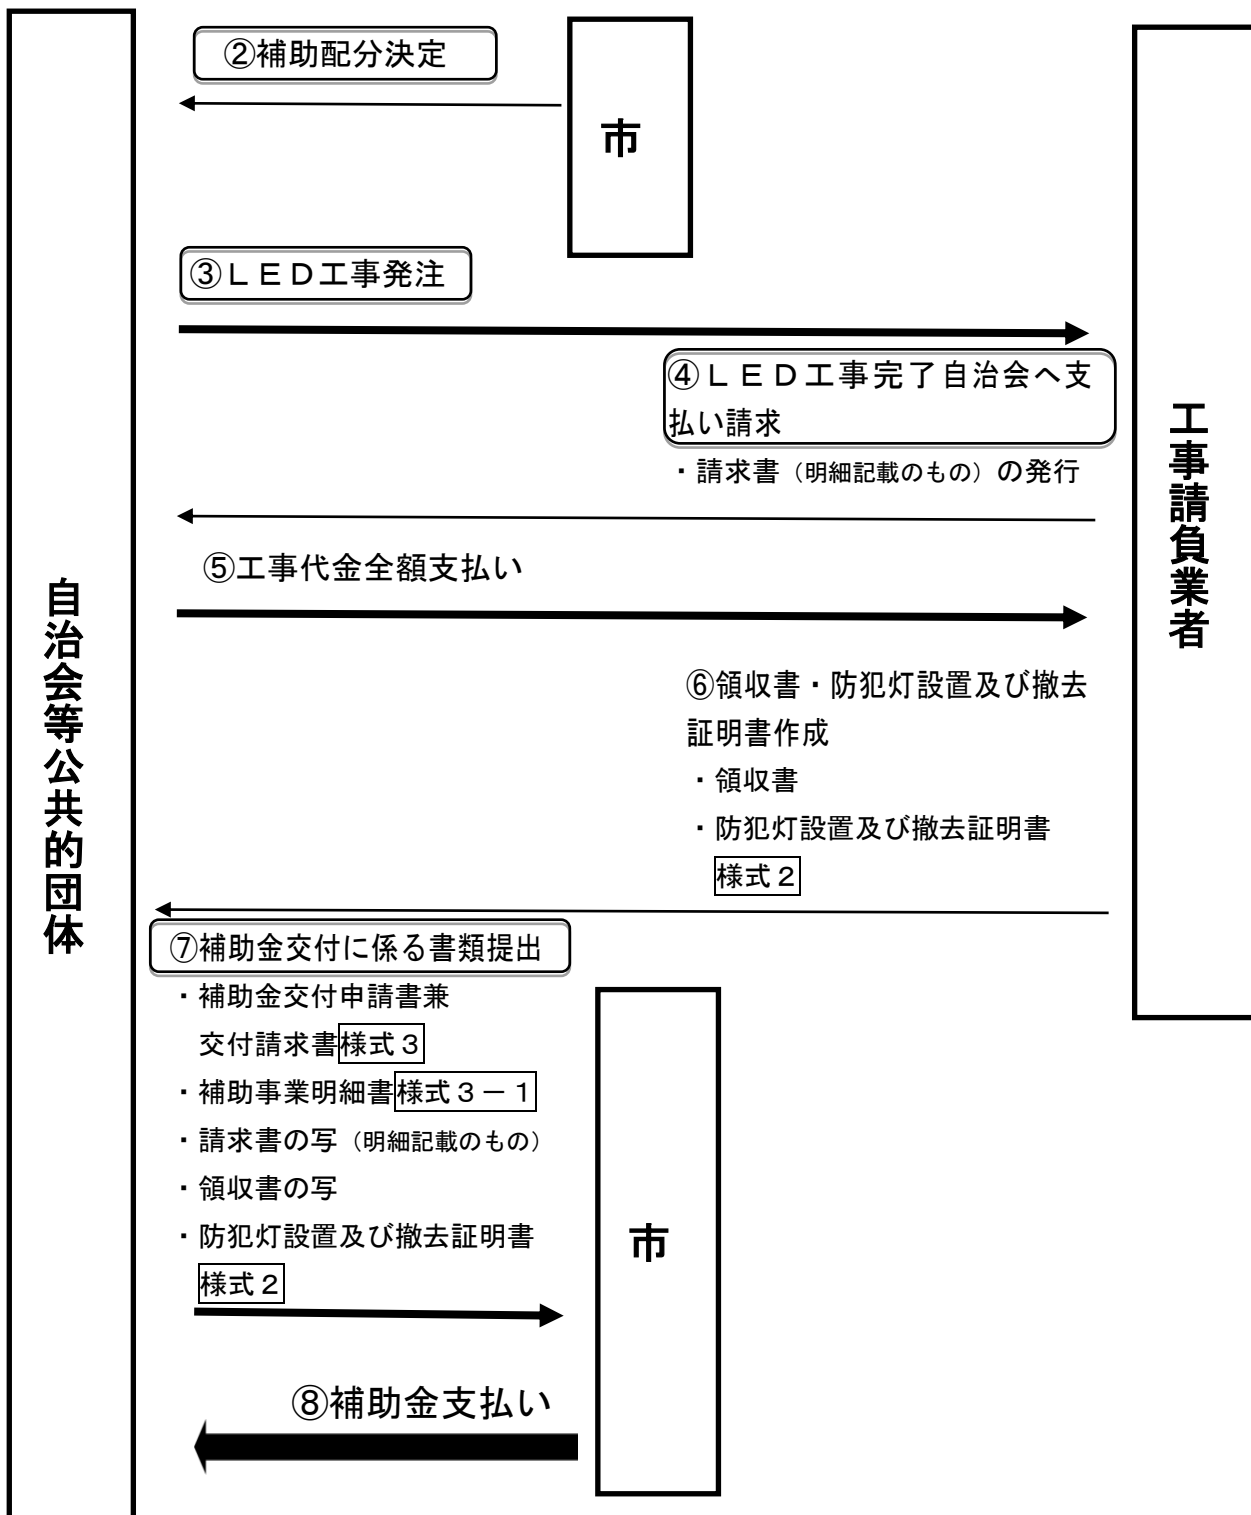 ②補助配分決定
市
③ＬＥＤ工事発注
④ＬＥＤ工事完了自治会へ支
払い請求
・請求書（明細記載のもの）の発行
工事請負業者
⑤工事代金全額支払い
自治会等公共的団体
⑥領収書・防犯灯設置及び撤去
証明書作成
・領収書
・防犯灯設置及び撤去証明書
様式２
⑦補助金交付に係る書類提出
・補助金交付申請書兼
交付請求書様式３
・補助事業明細書様式３－１
・請求書の写（明細記載のもの）
・領収書の写
・防犯灯設置及び撤去証明書
様式２
市
⑧補助金支払い